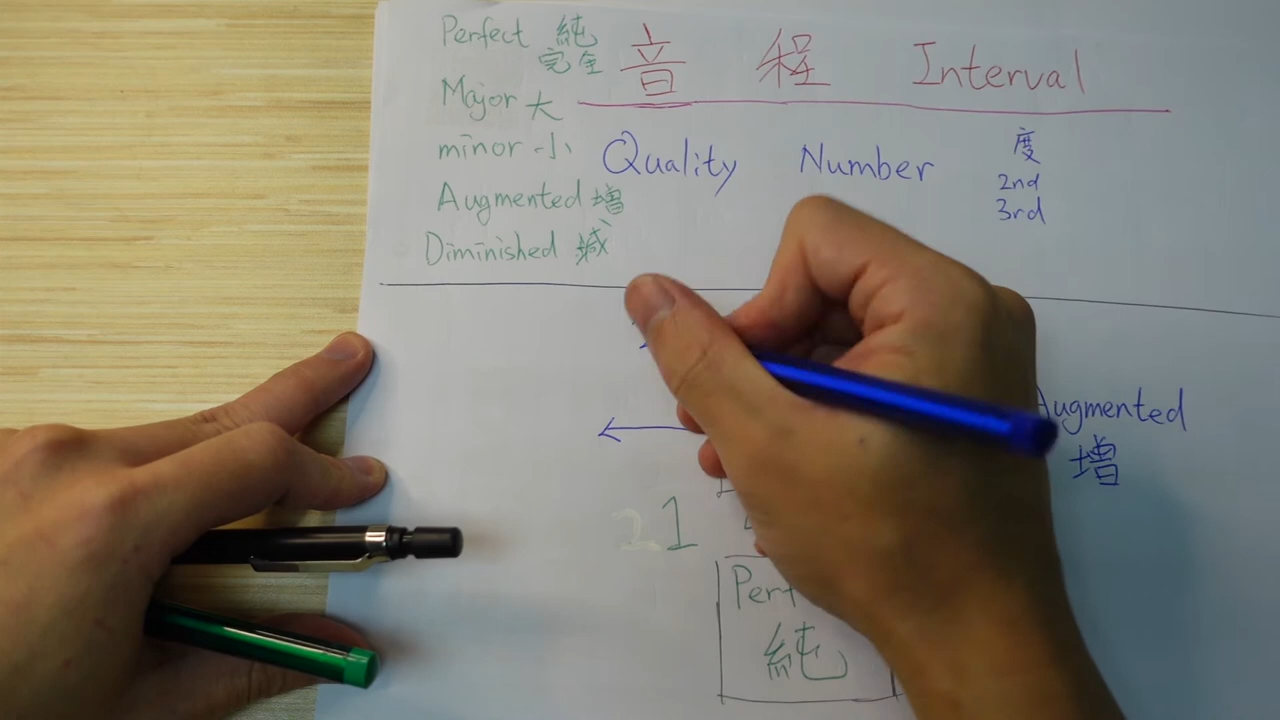 Perfect 純
完全
Major 大
minor 小
Augmented 增
Diminished 減
音 程 Interval
Quality Number 度
2nd
3rd
Augmented
增
2 1
純